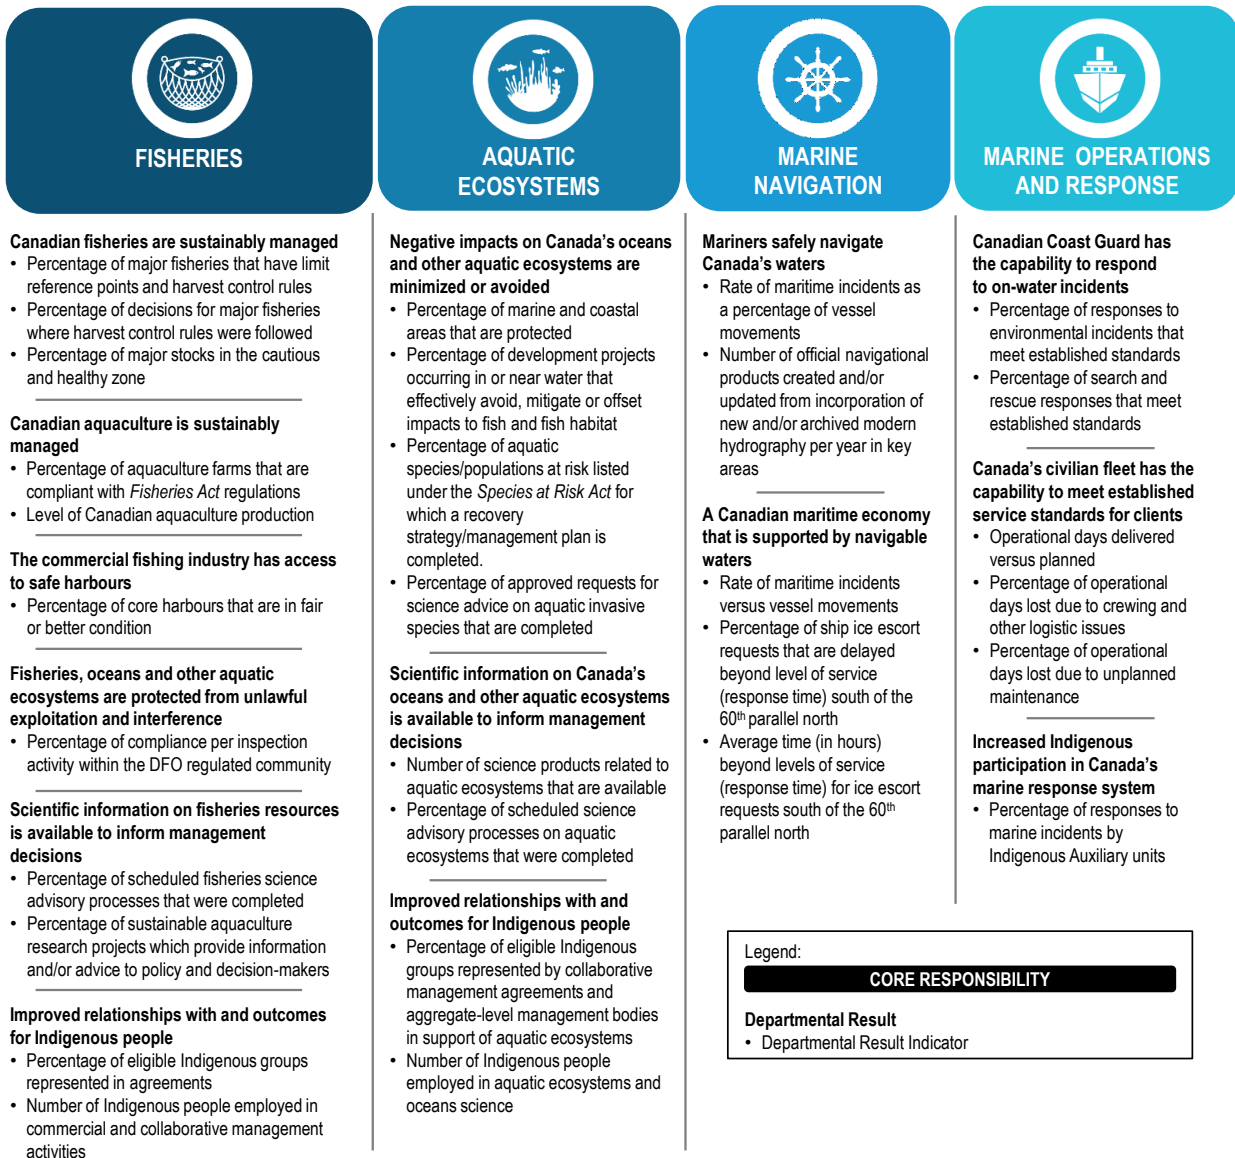 FISHERIES
Canadian fisheries are sustainably managed
• Percentage of major fisheries that have limit
reference points and harvest control rules
• Percentage of decisions for major fisheries
where harvest control rules were followed
• Percentage of major stocks in the cautious
and healthy zone
Canadian aquaculture is sustainably
managed
• Percentage of aquaculture farms that are
compliant with Fisheries Act regulations
• Level of Canadian aquaculture production
The commercial fishing industry has access
to safe harbours
• Percentage of core harbours that are in fair
or better condition
Fisheries, oceans and other aquatic
ecosystems are protected from unlawful
exploitation and interference
• Percentage of compliance per inspection
activity within the DFO regulated community
Scientific information on fisheries resources
is available to inform management
decisions
• Percentage of scheduled fisheries science
advisory processes that were completed
• Percentage of sustainable aquaculture
research projects which provide information
and/or advice to policy and decision-makers
Improved relationships with and outcomes
for Indigenous people
• Percentage of eligible Indigenous groups
represented in agreements
• Number of Indigenous people employed in
commercial and collaborative management
activities
AQUATIC
ECOSYSTEMS
Negative impacts on Canada's oceans
and other aquatic ecosystems are
minimized or avoided
• Percentage of marine and coastal
areas that are protected
• Percentage of development projects
occurring in or near water that
effectively avoid, mitigate or offset
impacts to fish and fish habitat
• Percentage of aquatic
species/populations at risk listed
under the Species at Risk Act for
which a recovery
strategy/management plan is
completed.
• Percentage of approved requests for
science advice on aquatic invasive
species that are completed
Scientific information on Canada's
oceans and other aquatic ecosystems
is available to inform management
decisions
• Number of science products related to
aquatic ecosystems that are available
• Percentage of scheduled science
advisory processes on aquatic
ecosystems that were completed
Improved relationships with and
outcomes for Indigenous people
• Percentage of eligible Indigenous
groups represented by collaborative
management agreements and
aggregate-level management bodies
in support of aquatic ecosystems
• Number of Indigenous people
employed in aquatic ecosystems and
oceans science
MARINE
NAVIGATION
Mariners safely navigate
Canada's waters
• Rate of maritime incidents as
a percentage of vessel
movements
• Number of official navigational
products created and/or
updated from incorporation of
new and/or archived modern
hydrography per year in key
areas
A Canadian maritime economy
that is supported by navigable
waters
• Rate of maritime incidents
versus vessel movements
• Percentage of ship ice escort
requests that are delayed
beyond level of service
(response time) south of the
60th parallel north
• Average time (in hours)
beyond levels of service
(response time) for ice escort
requests south of the 60th
parallel north
MARINE OPERATIONS
AND RESPONSE
Canadian Coast Guard has
the capability to respond
to on-water incidents
• Percentage of responses to
environmental incidents that
meet established standards
• Percentage of search and
rescue responses that meet
established standards
Canada's civilian fleet has the
capability to meet established
service standards for clients
• Operational days delivered
versus planned
• Percentage of operational
days lost due to crewing and
other logistic issues
• Percentage of operational
days lost due to unplanned
maintenance
Increased Indigenous
participation in Canada's
marine response system
• Percentage of responses to
marine incidents by
Indigenous Auxiliary units
Legend:
CORE RESPONSIBILITY
Departmental Result
• Departmental Result Indicator